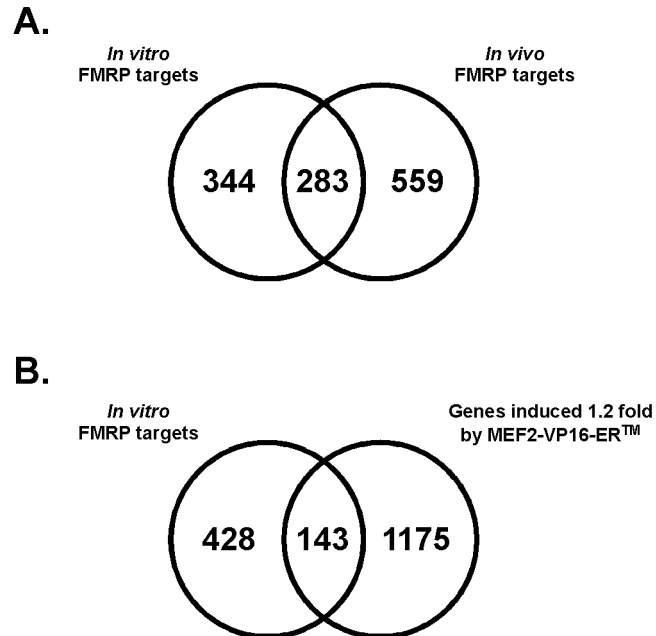 A.
In vitro
FMRP targets
In vivo
FMRP targets
344
283
559
B.
In vitro
FMRP targets
Genes induced 1.2 fold
by MEF2-VP16-ER™
428
143
1175